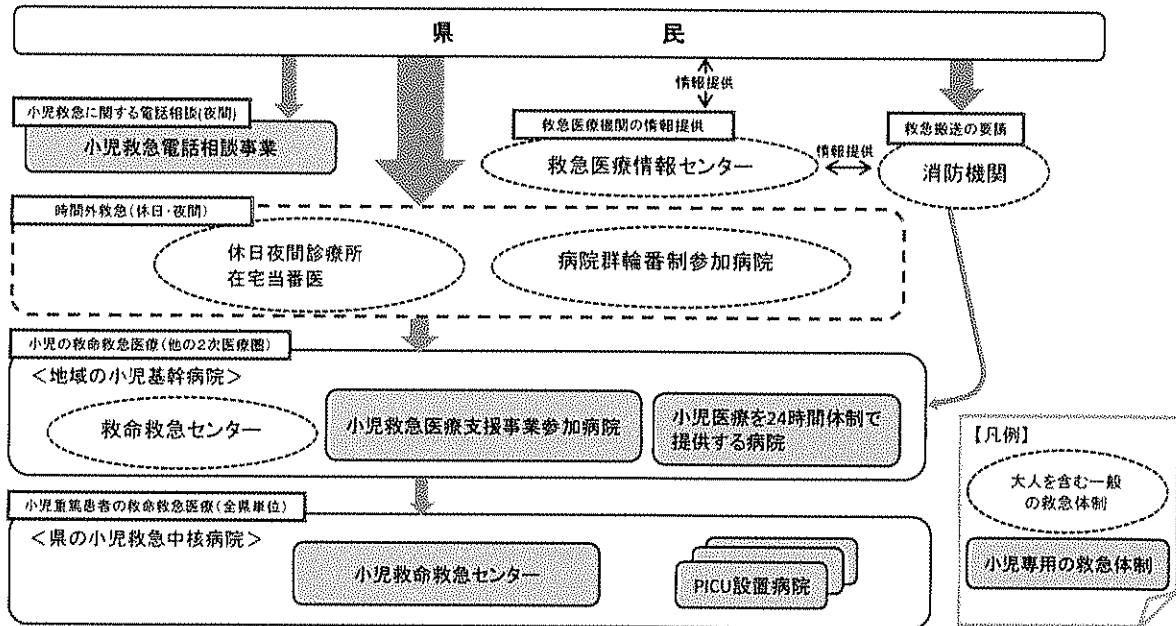 県民
情報提供
小児救急に関する電話相談(夜間)
小児救急電話相談事業
救急医療機関の情報提供
救急医療情報センター
情報提供
救急搬送の要請
消防機関
時間外救急(休日・夜間)
休日夜間診療所
在宅当番医
病院群輪番制参加病院
小児の救命救急医療(他の2次医療圏)
＜地域の小児基幹病院＞
救命救急センター
小児救急医療支援事業参加病院
小児医療を24時間体制で
提供する病院
小児重篤患者の救命救急医療(全県単位)
＜県の小児救急中核病院＞
小児救命救急センター
PICU設置病院
【凡例】
大人を含む一般
の救急体制
小児専用の救急体制